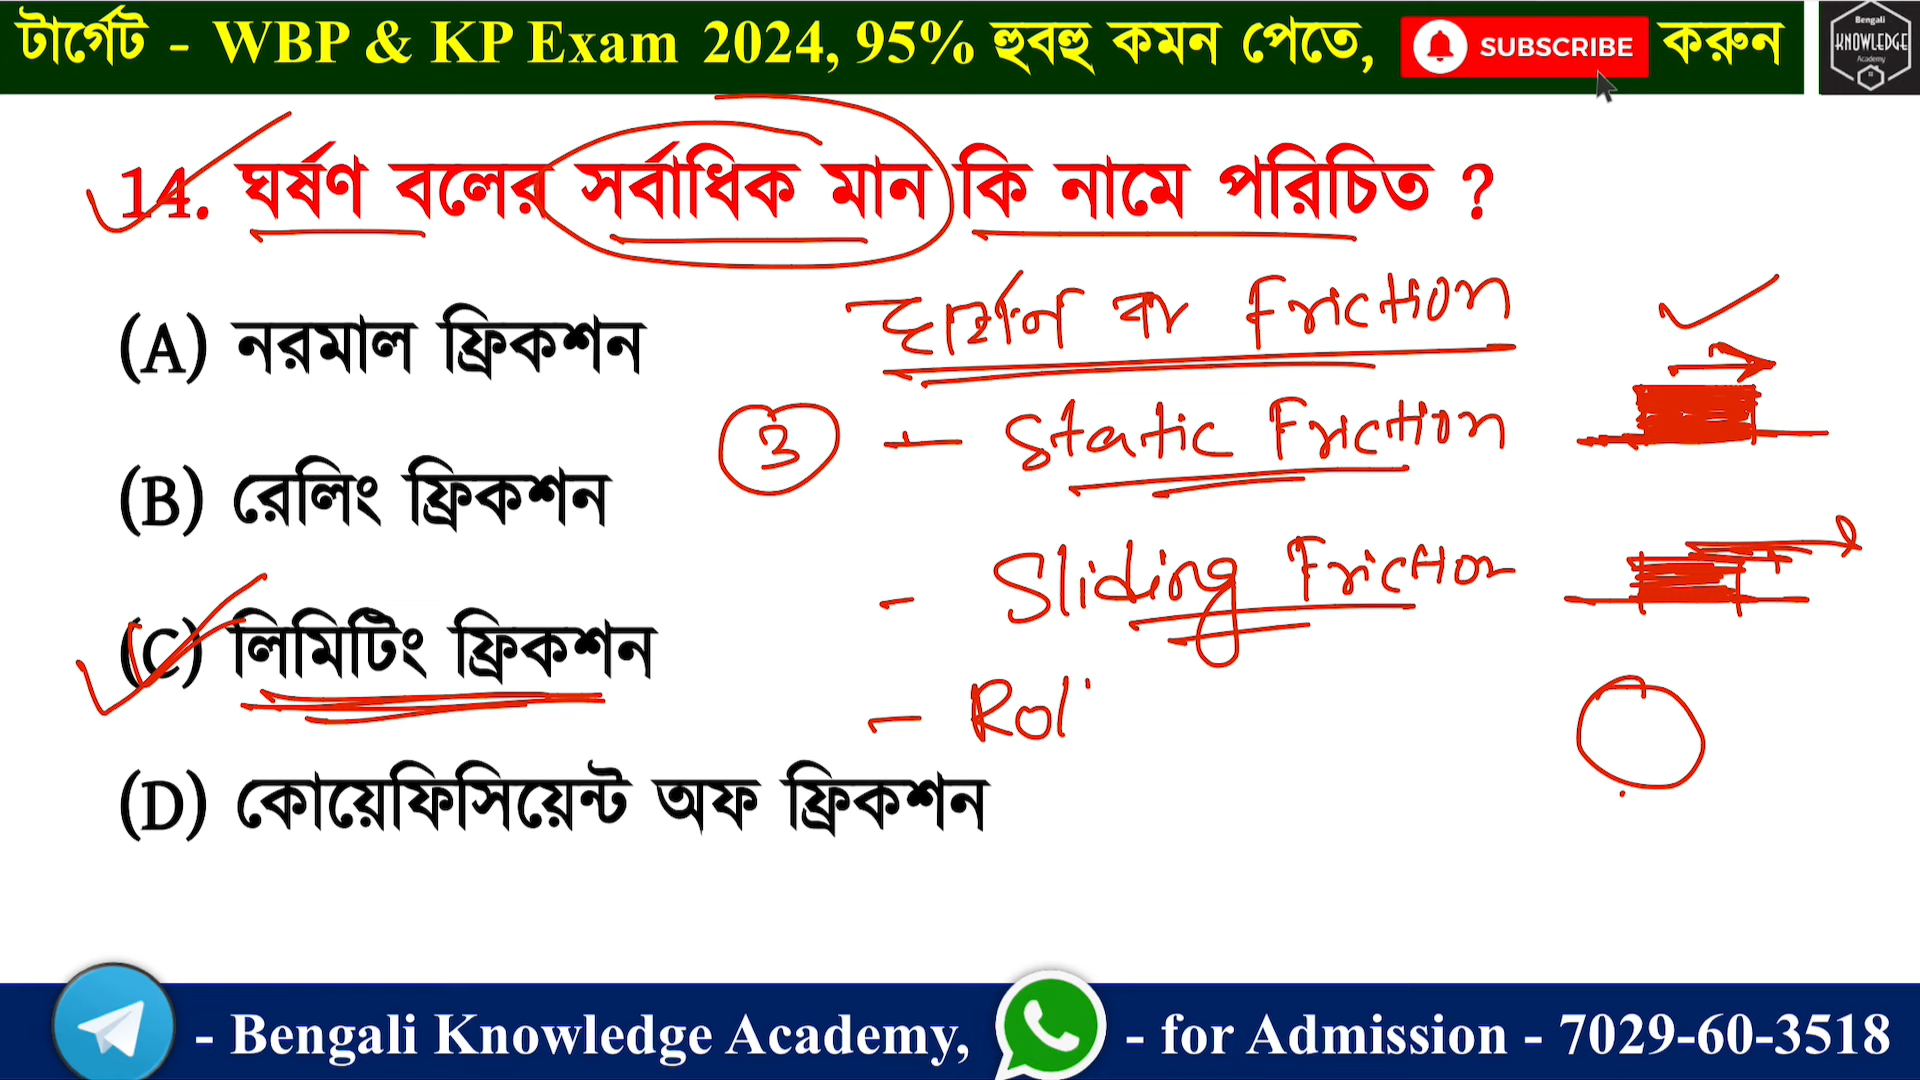 টার্গেট - WBP & KP Exam 2024, 95% হুবহু কমন পেতে, SUBSCRIBE করুন
Bengali
KNOWLEDGE
Academy
14. ঘর্ষণ বলের সর্বাধিক মান কি নামে পরিচিত ?
ঘর্ষণ বা Friction
(A) নরমাল ফ্রিকশন
3 - Static Friction
(B) রেলিং ফ্রিকশন
- Sliding Friction
(C) লিমিটিং ফ্রিকশন
- Rol
(D) কোয়েফিসিয়েন্ট অফ ফ্রিকশন
- Bengali Knowledge Academy, - for Admission - 7029-60-3518